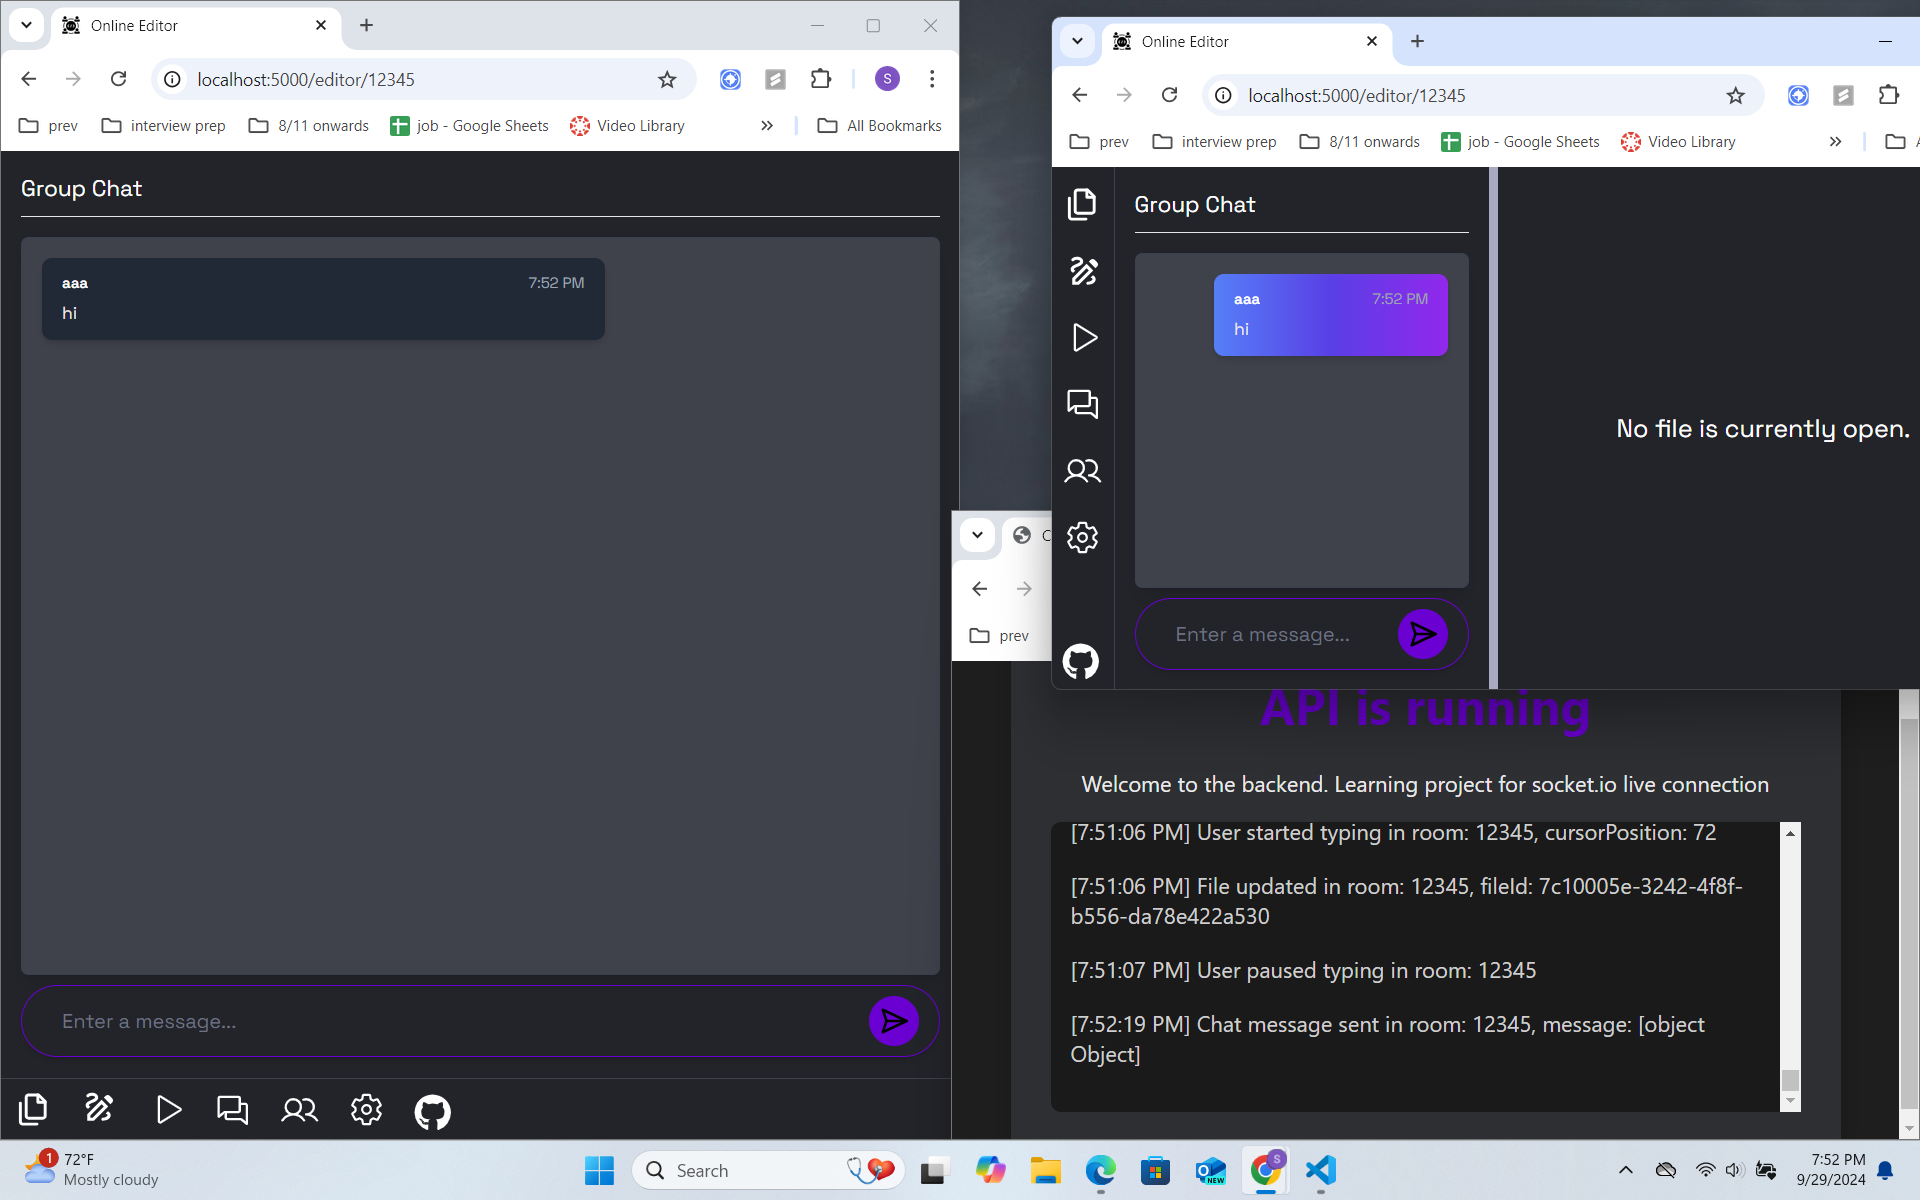 Online Editor
localhost:5000/editor/12345
S
prev
interview prep
8/11 onwards
job - Google Sheets
Video Library
All Bookmarks
Group Chat
aaa
7:52 PM
hi
Enter a message...
Online Editor
localhost:5000/editor/12345
prev
interview prep
8/11 onwards
job - Google Sheets
Video Library
Group Chat
aaa
7:52 PM
hi
Enter a message...
No file is currently open.
prev
API is running
Welcome to the backend. Learning project for socket.io live connection
[7:51:06 PM] User started typing in room: 12345, cursorPosition: 72
[7:51:06 PM] File updated in room: 12345, fileId: 7c10005e-3242-4f8f-
b556-da78e422a530
[7:51:07 PM] User paused typing in room: 12345
[7:52:19 PM] Chat message sent in room: 12345, message: [object
Object]
1
72°F
Mostly cloudy
Search
NEW
S
7:52 PM
9/29/2024